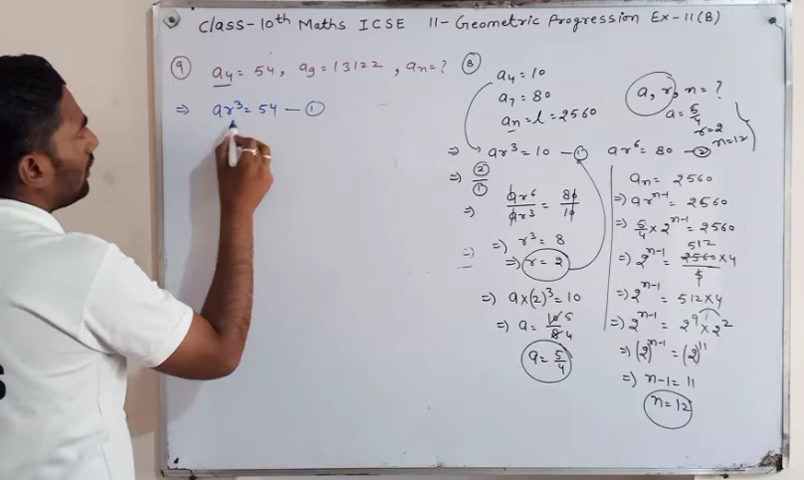 Class-10th Maths ICSE 11-Geometric Progression Ex-11(B)
9 a4 = 54, a9 = 13122, an = ?
=> ar³ = 54 — 1
8 a4 = 10
a7 = 80
an = l = 2560
a, r, n = ?
a = 5/4
r = 2
n = 12
=> ar³ = 10 — 1 ar⁶ = 80 — 2
=> 2/1
=> ar⁶/ar³ = 80/10
=> r³ = 8
=> r = 2
=> a×(2)³ = 10
=> a = 10 5/8 4
a = 5/4
an = 2560
=> arⁿ⁻¹ = 2560
=> 5/4 × 2ⁿ⁻¹ = 2560
512
=> 2ⁿ⁻¹ = 2560×4/5
=> 2ⁿ⁻¹ = 512×4
=> 2ⁿ⁻¹ = 2⁹×2²
=> (2)ⁿ⁻¹ = (2)¹¹
=> n-1 = 11
n = 12